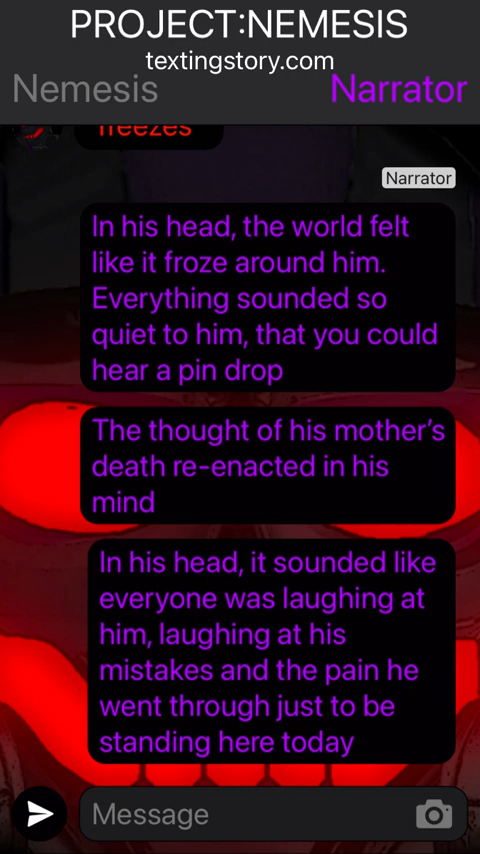 PROJECT:NEMESIS
textingstory.com
Nemesis Narrator
freezes
Narrator
In his head, the world felt
like it froze around him.
Everything sounded so
quiet to him, that you could
hear a pin drop
The thought of his mother’s
death re-enacted in his
mind
In his head, it sounded like
everyone was laughing at
him, laughing at his
mistakes and the pain he
went through just to be
standing here today
Message